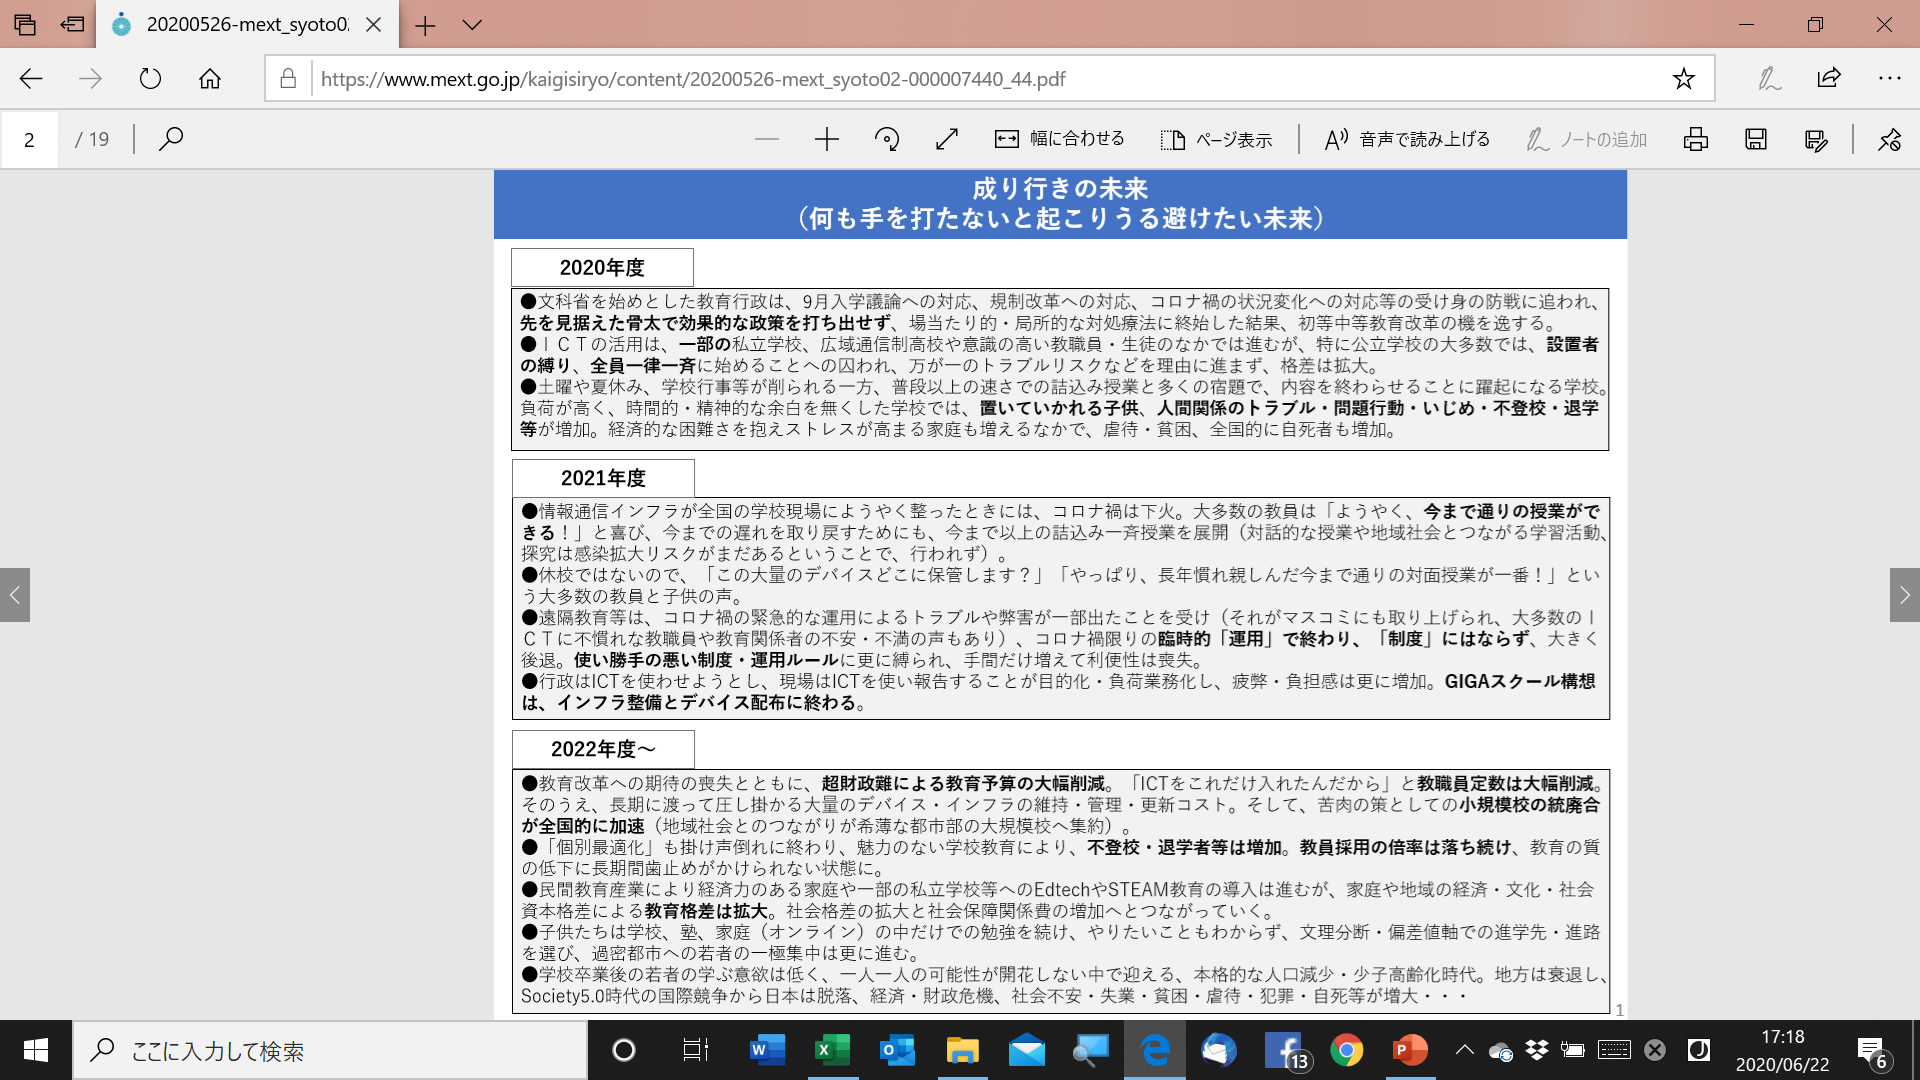 20200526-mext_syoto02
https://www.mext.go.jp/kaigisiryo/content/20200526-mext_syoto02-000007440_44.pdf
2 / 19 幅に合わせる ページ表示 音声で読み上げる ノートの追加
成り行きの未来
（何も手を打たないと起こりうる避けたい未来）
2020年度
●文科省を始めとした教育行政は、9月入学議論への対応、規制改革への対応、コロナ禍の状況変化への対応等の受け身の防戦に追われ、
先を見据えた骨太で効果的な政策を打ち出せず、場当たり的・局所的な対処療法に終始した結果、初等中等教育改革の機を逸する。
●ＩＣＴの活用は、一部の私立学校、広域通信制高校や意識の高い教職員・生徒のなかでは進むが、特に公立学校の大多数では、設置者
の縛り、全員一律一斉に始めることへの囚われ、万が一のトラブルリスクなどを理由に進まず、格差は拡大。
●土曜や夏休み、学校行事等が削られる一方、普段以上の速さでの詰込み授業と多くの宿題で、内容を終わらせることに躍起になる学校。
負荷が高く、時間的・精神的な余白を無くした学校では、置いていかれる子供、人間関係のトラブル・問題行動・いじめ・不登校・退学
等が増加。経済的な困難さを抱えストレスが高まる家庭も増えるなかで、虐待・貧困、全国的に自死者も増加。
2021年度
●情報通信インフラが全国の学校現場にようやく整ったときには、コロナ禍は下火。大多数の教員は「ようやく、今まで通りの授業がで
きる！」と喜び、今までの遅れを取り戻すためにも、今まで以上の詰込み一斉授業を展開（対話的な授業や地域社会とつながる学習活動、
探究は感染拡大リスクがまだあるということで、行われず）。
●休校ではないので、「この大量のデバイスどこに保管します？」「やっぱり、長年慣れ親しんだ今まで通りの対面授業が一番！」とい
う大多数の教員と子供の声。
●遠隔教育等は、コロナ禍の緊急的な運用によるトラブルや弊害が一部出たことを受け（それがマスコミにも取り上げられ、大多数のＩ
ＣＴに不慣れな教職員や教育関係者の不安・不満の声もあり）、コロナ禍限りの臨時的「運用」で終わり、「制度」にはならず、大きく
後退。使い勝手の悪い制度・運用ルールに更に縛られ、手間だけ増えて利便性は喪失。
●行政はICTを使わせようとし、現場はICTを使い報告することが目的化・負荷業務化し、疲弊・負担感は更に増加。GIGAスクール構想
は、インフラ整備とデバイス配布に終わる。
2022年度～
●教育改革への期待の喪失とともに、超財政難による教育予算の大幅削減。「ICTをこれだけ入れたんだから」と教職員定数は大幅削減。
そのうえ、長期に渡って圧し掛かる大量のデバイス・インフラの維持・管理・更新コスト。そして、苦肉の策としての小規模校の統廃合
が全国的に加速（地域社会とのつながりが希薄な都市部の大規模校へ集約）。
●「個別最適化」も掛け声倒れに終わり、魅力のない学校教育により、不登校・退学者等は増加。教員採用の倍率は落ち続け、教育の質
の低下に長期間歯止めがかけられない状態に。
●民間教育産業により経済力のある家庭や一部の私立学校等へのEdtechやSTEAM教育の導入は進むが、家庭や地域の経済・文化・社会
資本格差による教育格差は拡大。社会格差の拡大と社会保障関係費の増加へとつながっていく。
●子供たちは学校、塾、家庭（オンライン）の中だけでの勉強を続け、やりたいこともわからず、文理分断・偏差値軸での進学先・進路
を選び、過密都市への若者の一極集中は更に進む。
●学校卒業後の若者の学ぶ意欲は低く、一人一人の可能性が開花しない中で迎える、本格的な人口減少・少子高齢化時代。地方は衰退し、
Society5.0時代の国際競争から日本は脱落、経済・財政危機、社会不安・失業・貧困・虐待・犯罪・自死等が増大・・・
1
ここに入力して検索
13
17:18
2020/06/22
6